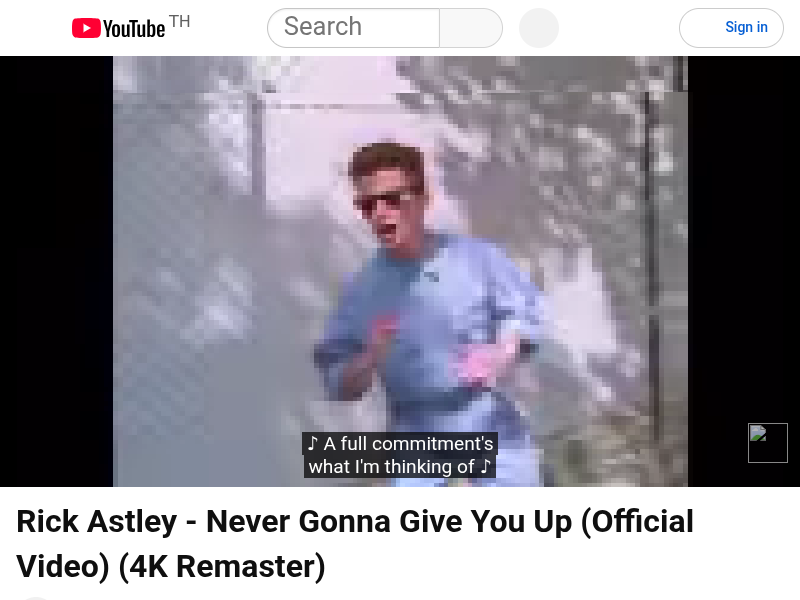 YouTube TH
Search
Sign in
♪ A full commitment's
what I'm thinking of ♪
Rick Astley - Never Gonna Give You Up (Official
Video) (4K Remaster)